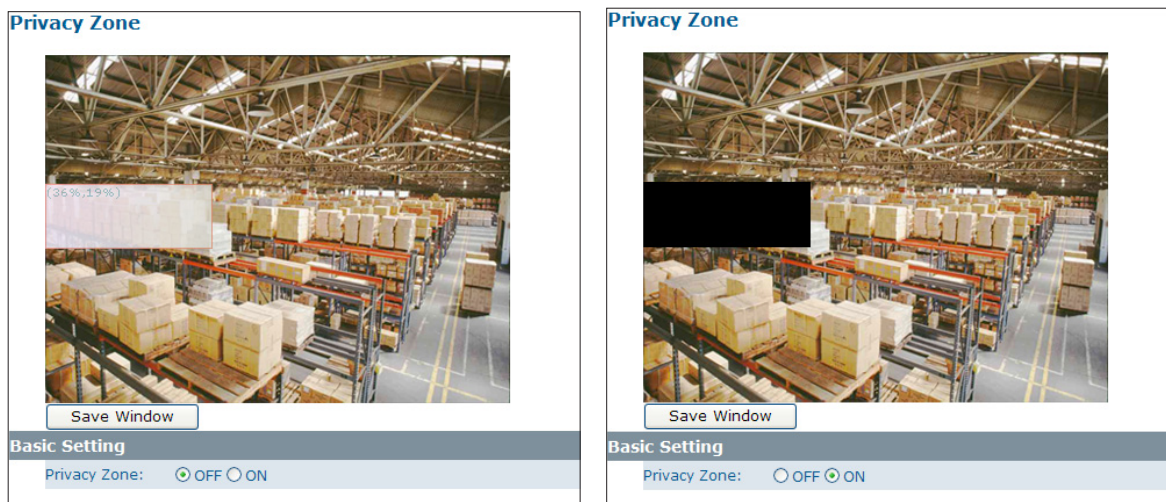 Privacy Zone
(36%,19%)
Save Window
Basic Setting
Privacy Zone: OFF ON
Privacy Zone
Save Window
Basic Setting
Privacy Zone: OFF ON